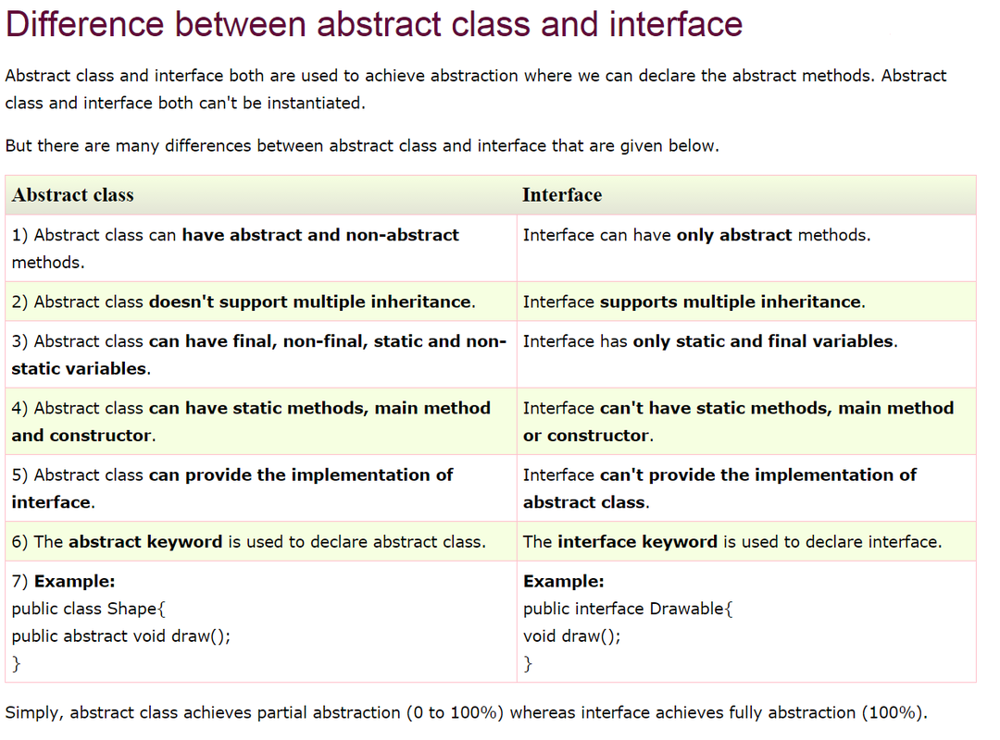 Difference between abstract class and interface
Abstract class and interface both are used to achieve abstraction where we can declare the abstract methods. Abstract
class and interface both can't be instantiated.
But there are many differences between abstract class and interface that are given below.
Abstract class
Interface
1) Abstract class can have abstract and non-abstract
methods.
Interface can have only abstract methods.
2) Abstract class doesn't support multiple inheritance.
Interface supports multiple inheritance.
3) Abstract class can have final, non-final, static and non-
static variables.
Interface has only static and final variables.
4) Abstract class can have static methods, main method
and constructor.
Interface can't have static methods, main method
or constructor.
5) Abstract class can provide the implementation of
interface.
Interface can't provide the implementation of
abstract class.
6) The abstract keyword is used to declare abstract class.
The interface keyword is used to declare interface.
7) Example:
public class Shape{
public abstract void draw();
}
Example:
public interface Drawable{
void draw();
}
Simply, abstract class achieves partial abstraction (0 to 100%) whereas interface achieves fully abstraction (100%).